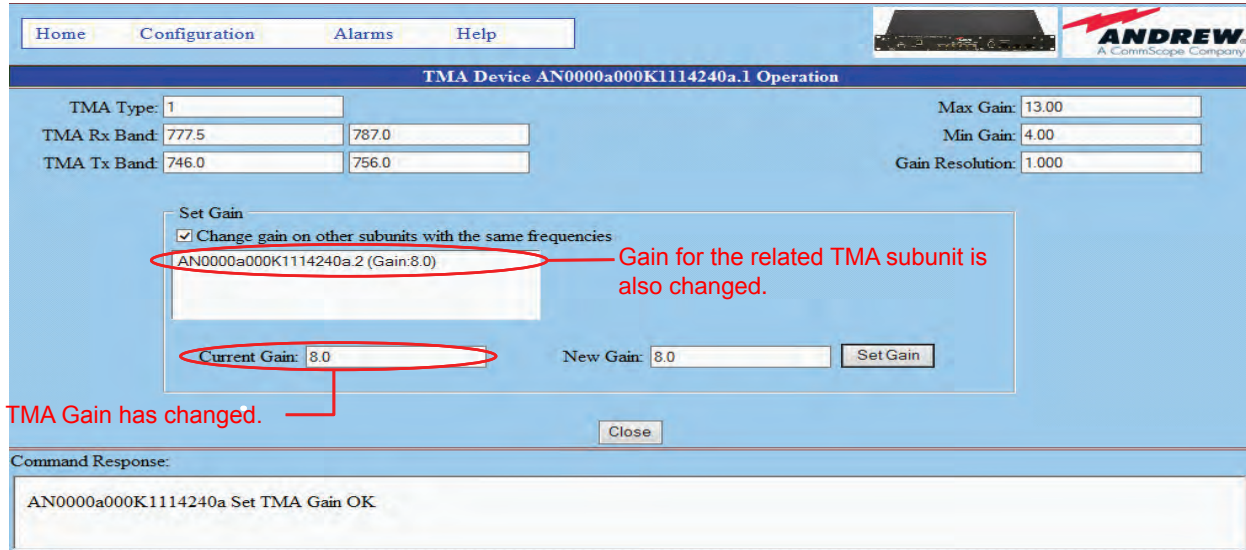 Home Configuration Alarms Help
ANDREW®
A CommScope Company
TMA Device AN0000a000K1114240a.1 Operation
TMA Type: 1
Max Gain: 13.00
TMA Rx Band: 777.5 787.0
Min Gain: 4.00
TMA Tx Band: 746.0 756.0
Gain Resolution: 1.000
Set Gain
Change gain on other subunits with the same frequencies
AN0000a000K1114240a.2 (Gain:8.0)
Gain for the related TMA subunit is
also changed.
Current Gain: 8.0 New Gain: 8.0 Set Gain
TMA Gain has changed.
Close
Command Response:
AN0000a000K1114240a Set TMA Gain OK